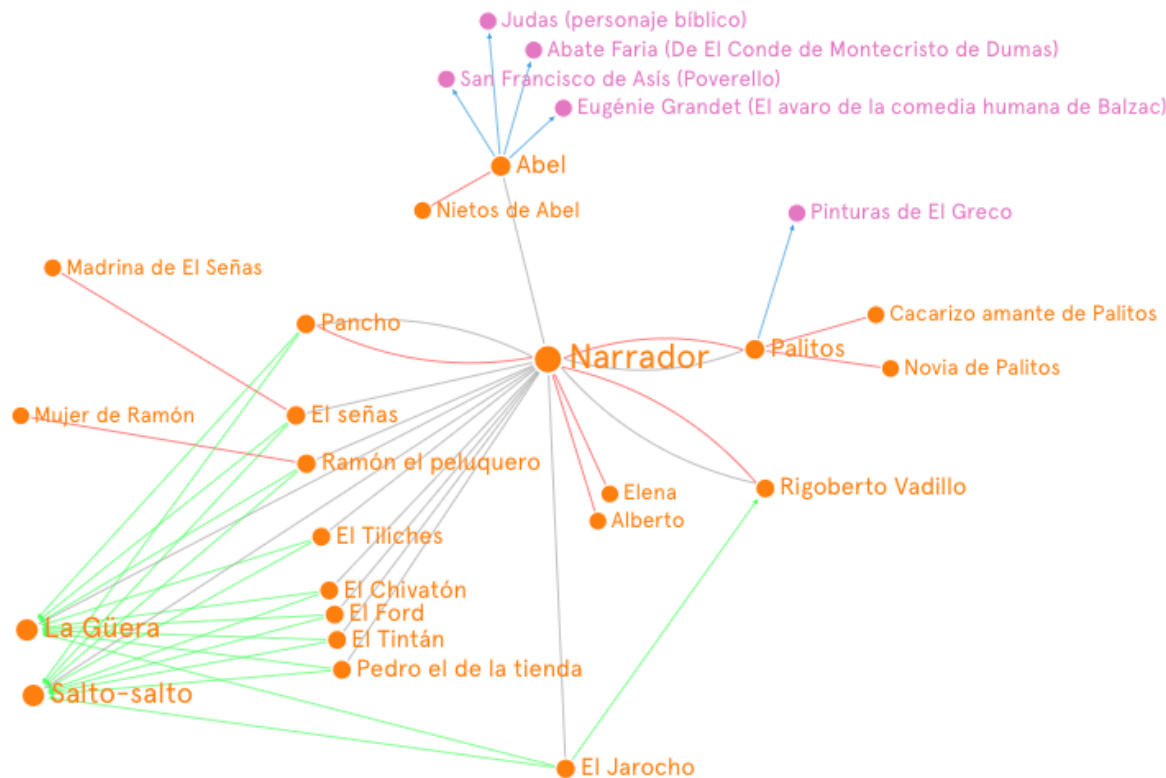 Judas (personaje bíblico)
Abate Faria (De El Conde de Montecristo de Dumas)
San Francisco de Asís (Poverello)
Eugénie Grandet (El avaro de la comedia humana de Balzac)
Abel
Nietos de Abel
Pinturas de El Greco
Madrina de El Señas
Cacarizo amante de Palitos
Pancho
Palitos
Narrador
Novia de Palitos
Mujer de Ramón
El señas
Ramón el peluquero
Rigoberto Vadillo
Elena
Alberto
El Tiliches
El Chivatón
El Ford
La Güera
El Tintán
Pedro el de la tienda
Salto-salto
El Jarocho